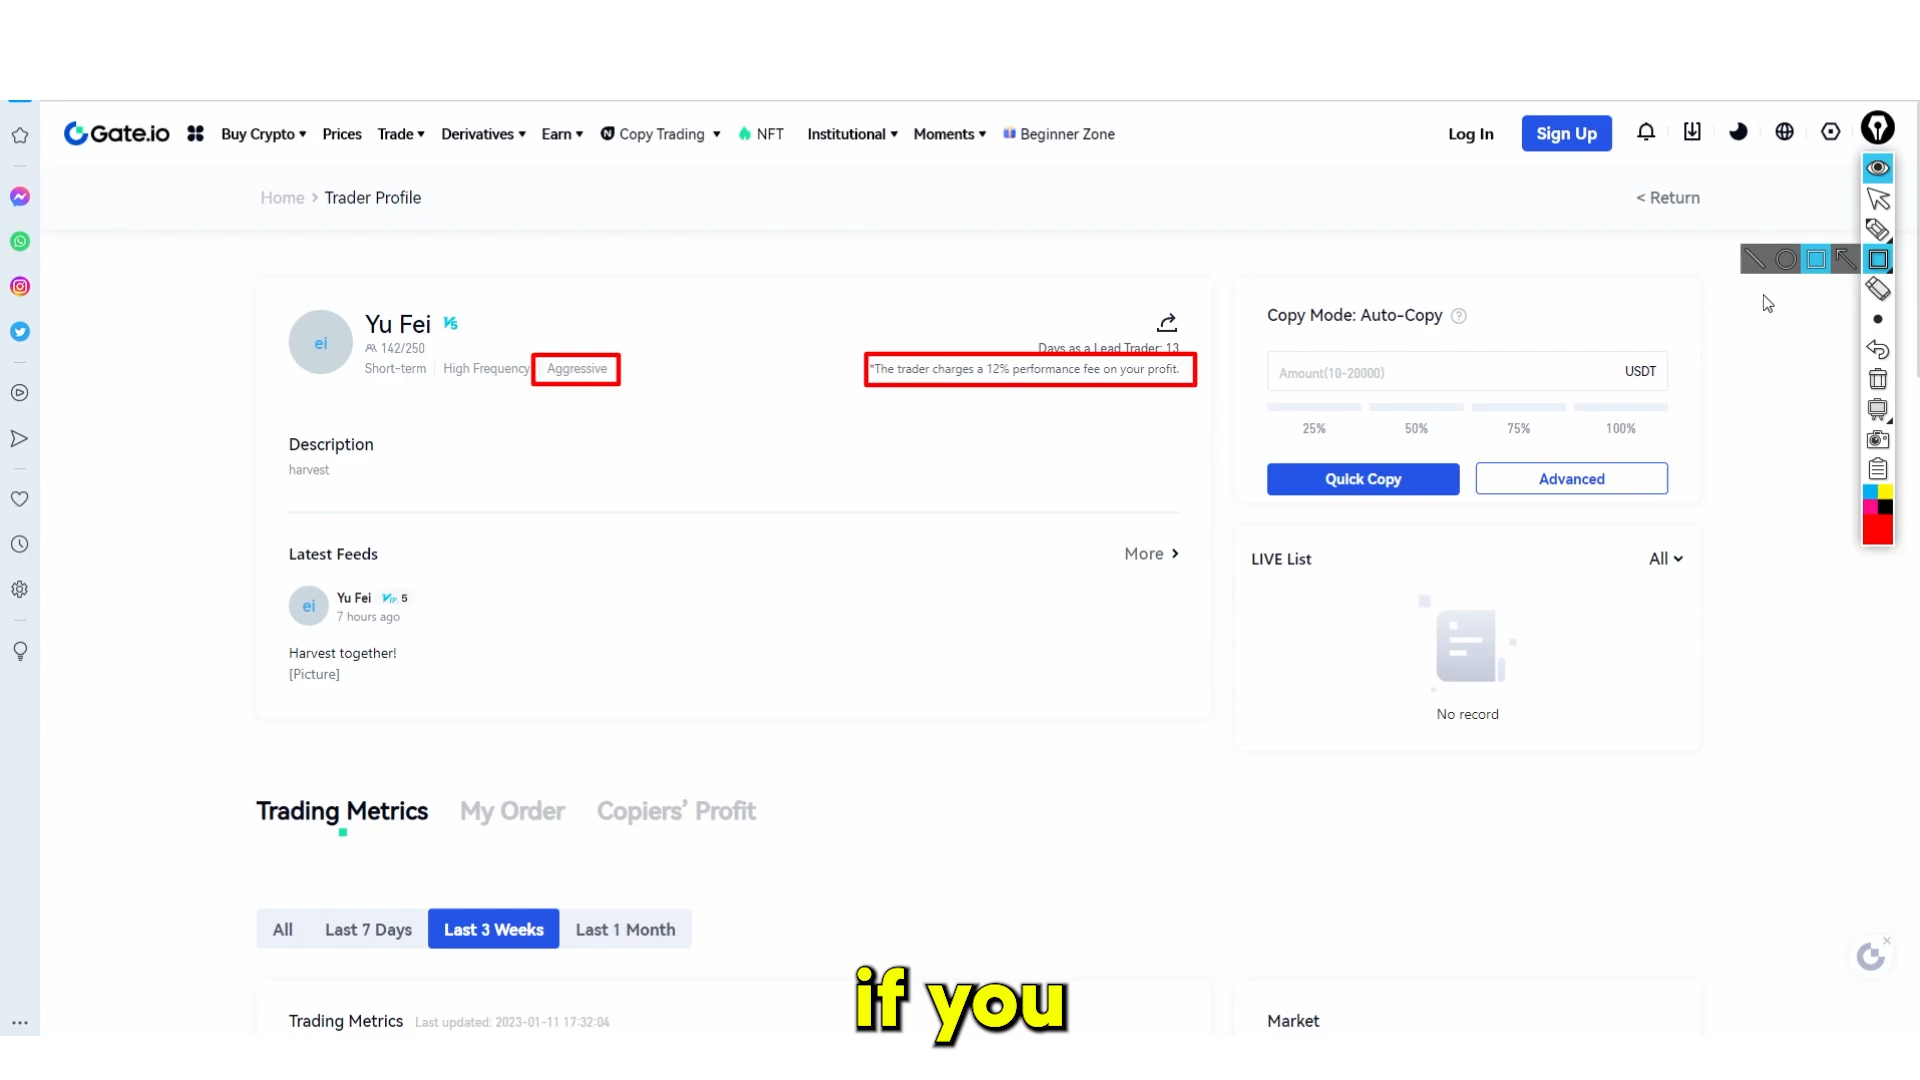 Gate.io Buy Crypto Prices Trade Derivatives Earn Copy Trading NFT Institutional Moments Beginner Zone Log In Sign Up
Home > Trader Profile
< Return
ei
Yu Fei V5
142/250
Short-term High Frequency Aggressive
Days as a Lead Trader: 13
*The trader charges a 12% performance fee on your profit.
Description
harvest
Latest Feeds
More >
ei
Yu Fei VIP 5
7 hours ago
Harvest together!
[Picture]
Copy Mode: Auto-Copy ?
Amount(10-20000) USDT
25% 50% 75% 100%
Quick Copy Advanced
LIVE List All
No record
Trading Metrics My Order Copiers’ Profit
All Last 7 Days Last 3 Weeks Last 1 Month
Trading Metrics Last updated: 2023-01-11 17:32:04
Market
if you